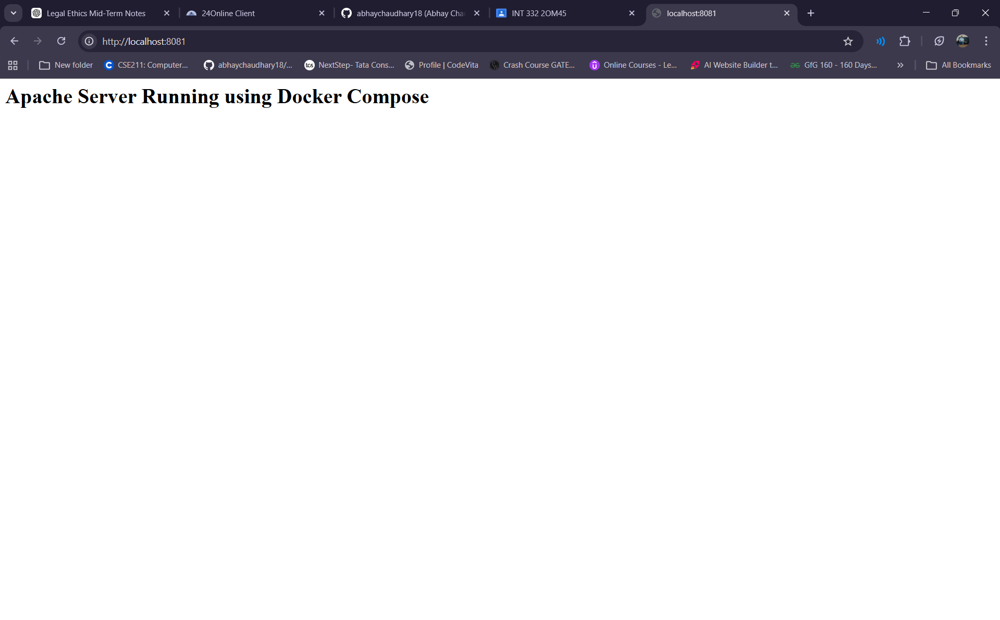 Legal Ethics Mid-Term Notes
24Online Client
abhaychaudhary18 (Abhay Cha
INT 332 2OM45
localhost:8081
http://localhost:8081
New folder
CSE211: Computer...
abhaychaudhary18/...
tcs
NextStep- Tata Cons...
Profile | CodeVita
Crash Course GATE...
Online Courses - Le...
AI Website Builder t...
GfG 160 - 160 Days...
All Bookmarks
Apache Server Running using Docker Compose